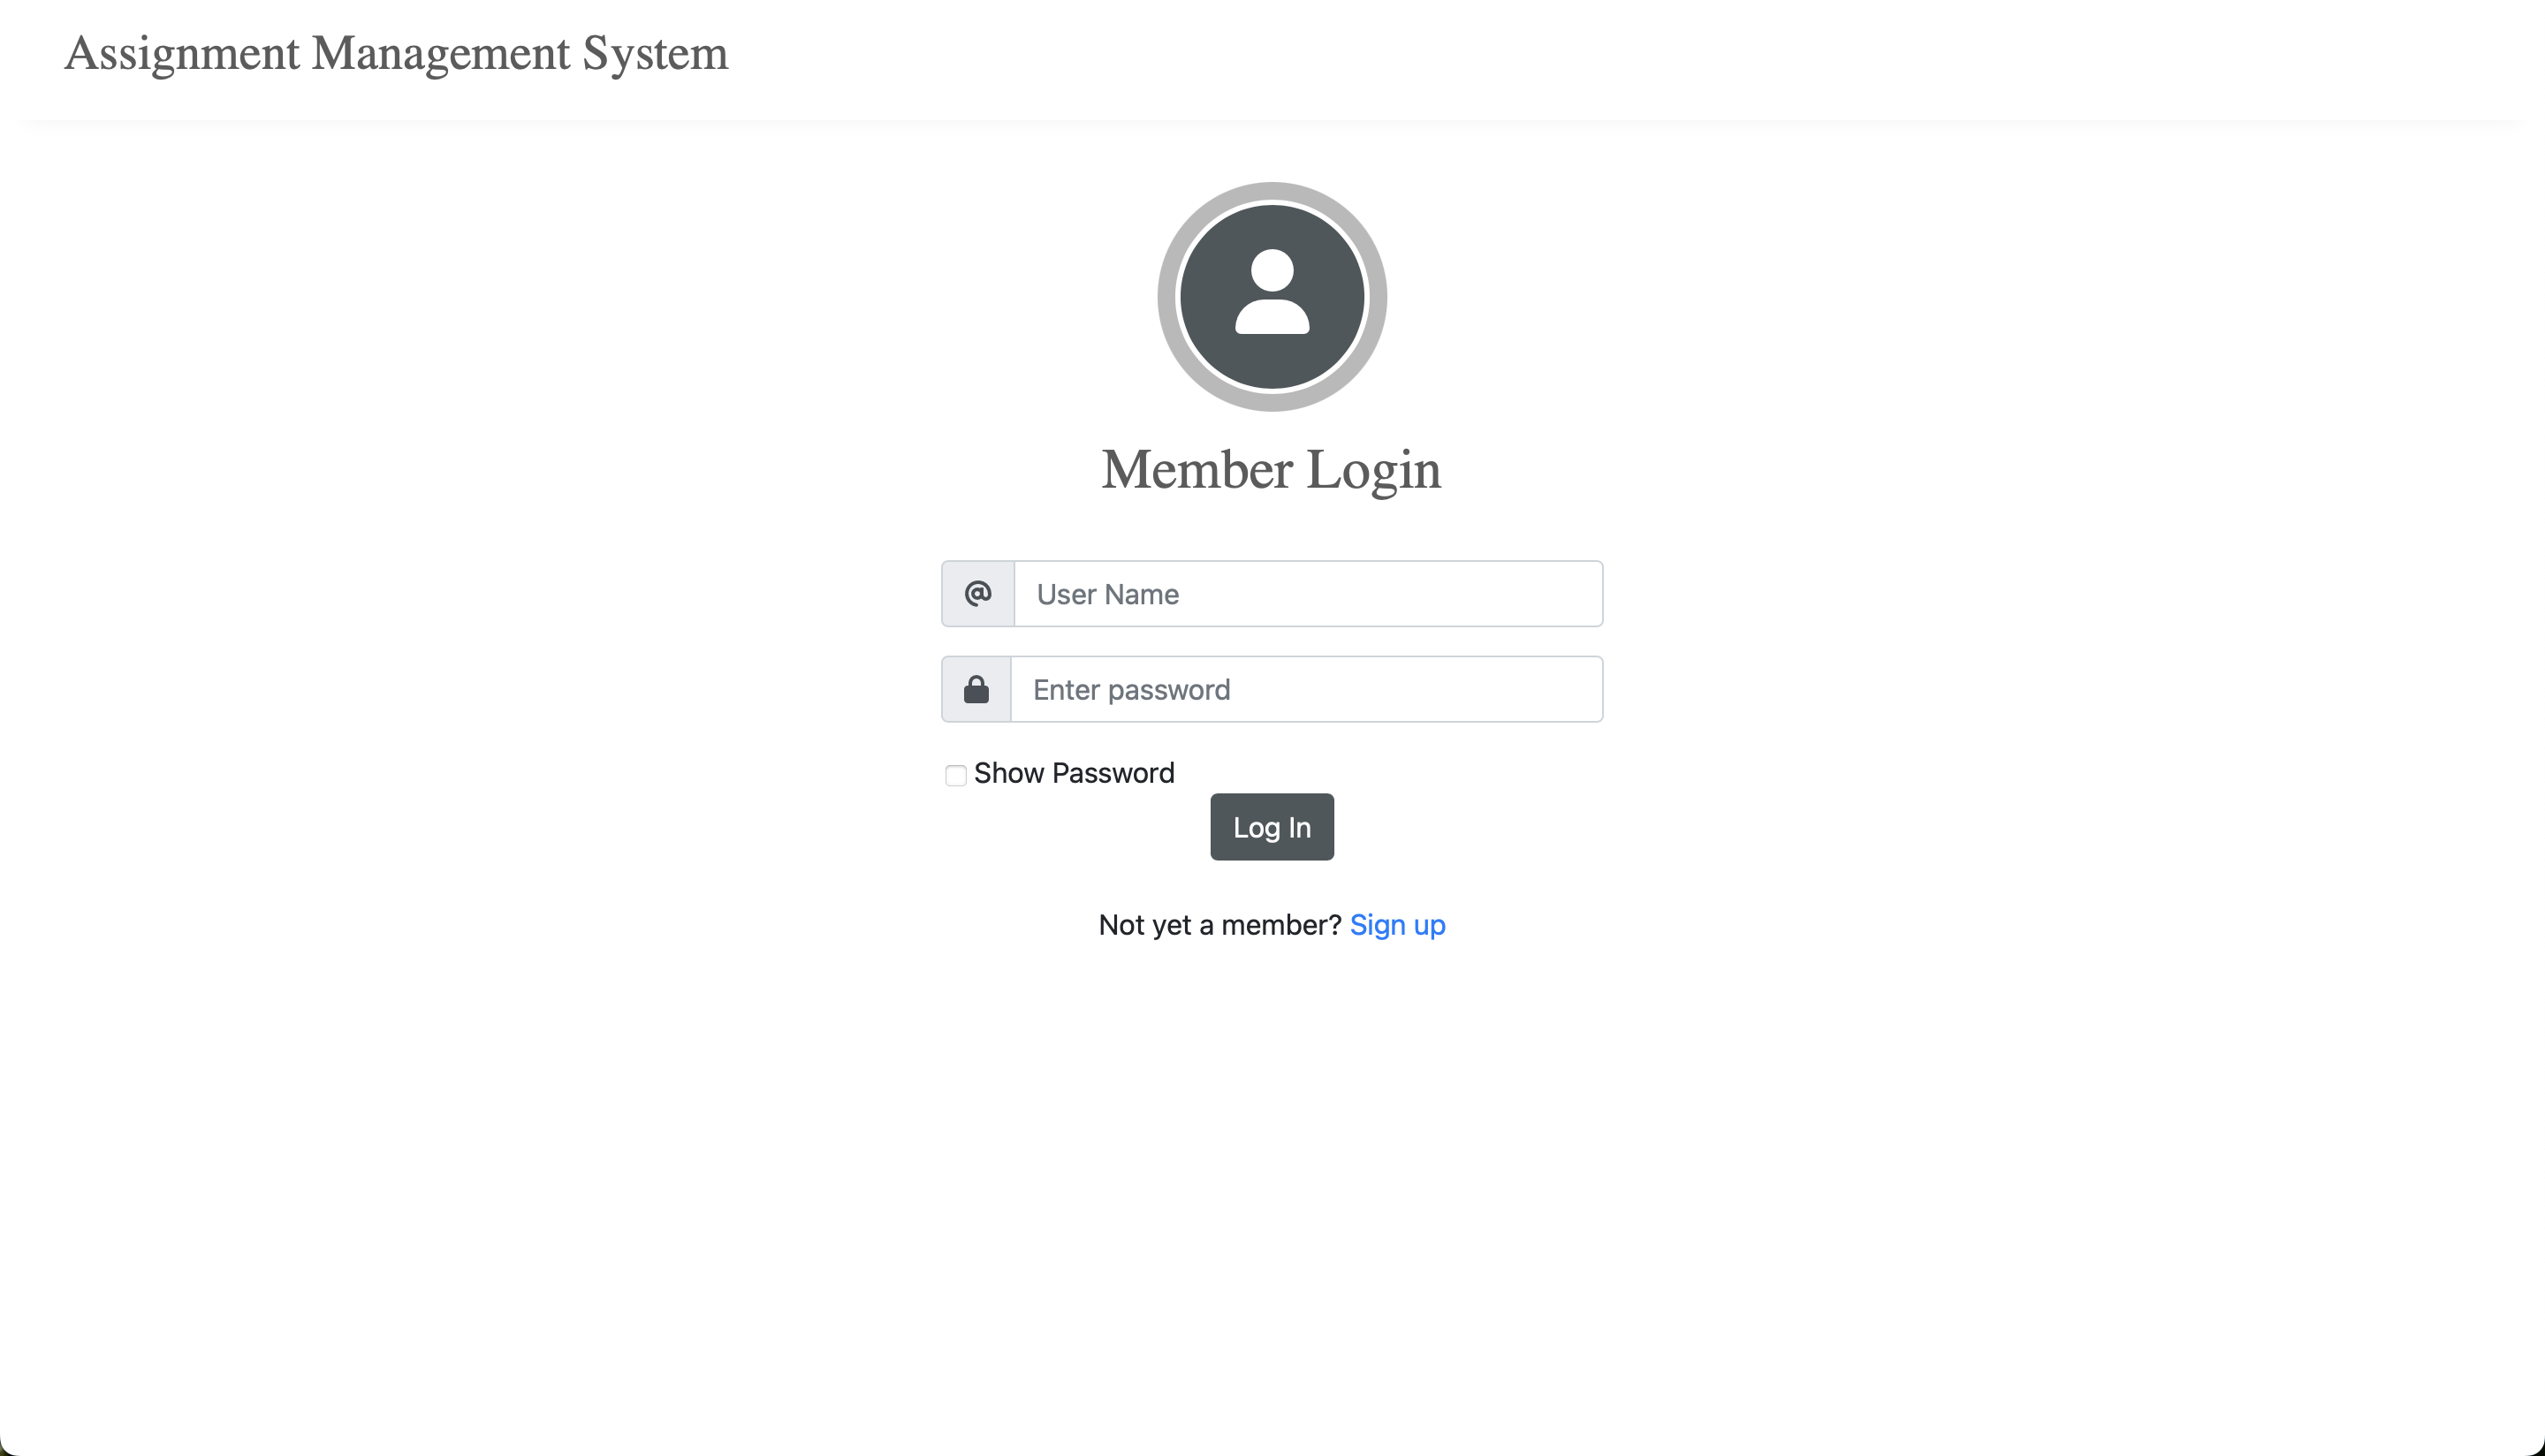 Assignment Management System
Member Login
@ User Name
Enter password
Show Password
Log In
Not yet a member? Sign up